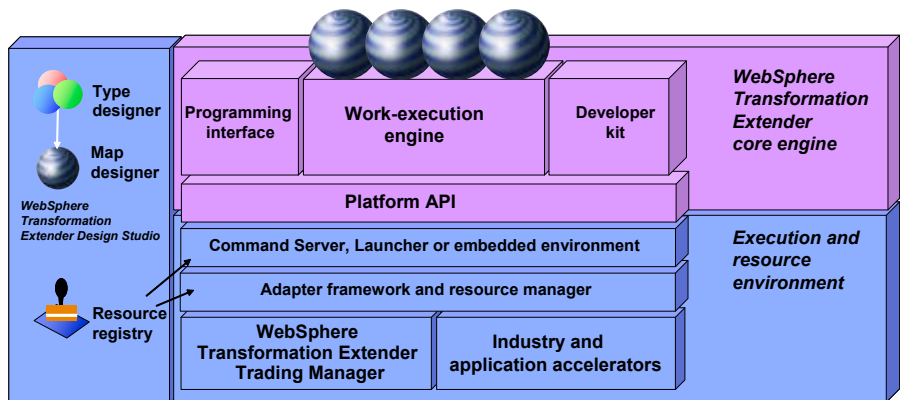 Type
designer
Map
designer
WebSphere
Transformation
Extender Design Studio
Resource
registry
Programming
interface
Work-execution
engine
Developer
kit
WebSphere
Transformation
Extender
core engine
Platform API
Command Server, Launcher or embedded environment
Adapter framework and resource manager
WebSphere
Transformation Extender
Trading Manager
Industry and
application accelerators
Execution and
resource
environment